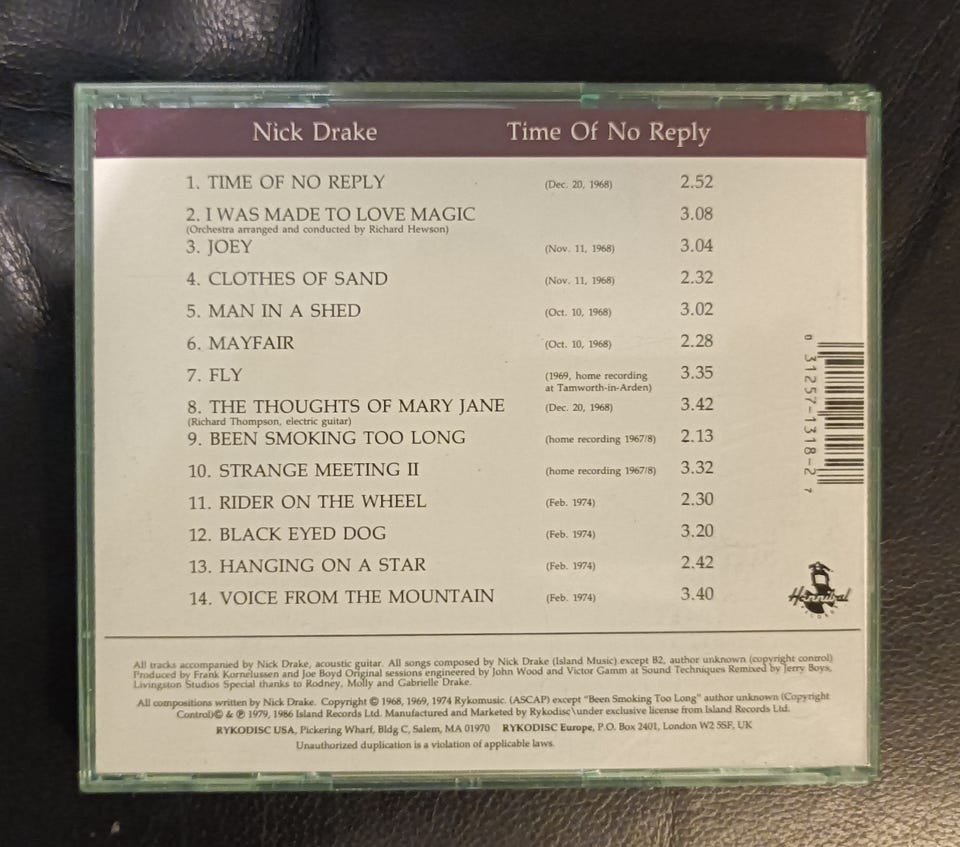 Nick Drake Time Of No Reply
1. TIME OF NO REPLY (Dec. 20, 1968) 2.52
2. I WAS MADE TO LOVE MAGIC 3.08
(Orchestra arranged and conducted by Richard Hewson)
3. JOEY (Nov. 11, 1968) 3.04
4. CLOTHES OF SAND (Nov. 11, 1968) 2.32
5. MAN IN A SHED (Oct. 10, 1968) 3.02
6. MAYFAIR (Oct. 10, 1968) 2.28
7. FLY (1969, home recording 3.35
at Tamworth-in-Arden)
8. THE THOUGHTS OF MARY JANE (Dec. 20, 1968) 3.42
(Richard Thompson, electric guitar)
9. BEEN SMOKING TOO LONG (home recording 1967/8) 2.13
10. STRANGE MEETING II (home recording 1967/8) 3.32
11. RIDER ON THE WHEEL (Feb. 1974) 2.30
12. BLACK EYED DOG (Feb. 1974) 3.20
13. HANGING ON A STAR (Feb. 1974) 2.42
14. VOICE FROM THE MOUNTAIN (Feb. 1974) 3.40
0 31257-1318-2 7
Hannibal
All tracks accompanied by Nick Drake, acoustic guitar. All songs composed by Nick Drake (Island Music) except B2, author unknown (copyright control)
Produced by Frank Kornelussen and Joe Boyd Original sessions engineered by John Wood and Victor Gamm at Sound Techniques Remixed by Jerry Boys,
Livingston Studios Special thanks to Rodney, Molly and Gabrielle Drake.
All compositions written by Nick Drake. Copyright © 1968, 1969, 1974 Rykomusic. (ASCAP) except "Been Smoking Too Long" author unknown (Copyright
Control)© & ℗ 1979, 1986 Island Records Ltd. Manufactured and Marketed by Rykodisc\under exclusive license from Island Records Ltd.
RYKODISC USA, Pickering Wharf, Bldg C, Salem, MA 01970 RYKODISC Europe, P.O. Box 2401, London W2 5SF, UK
Unauthorized duplication is a violation of applicable laws.